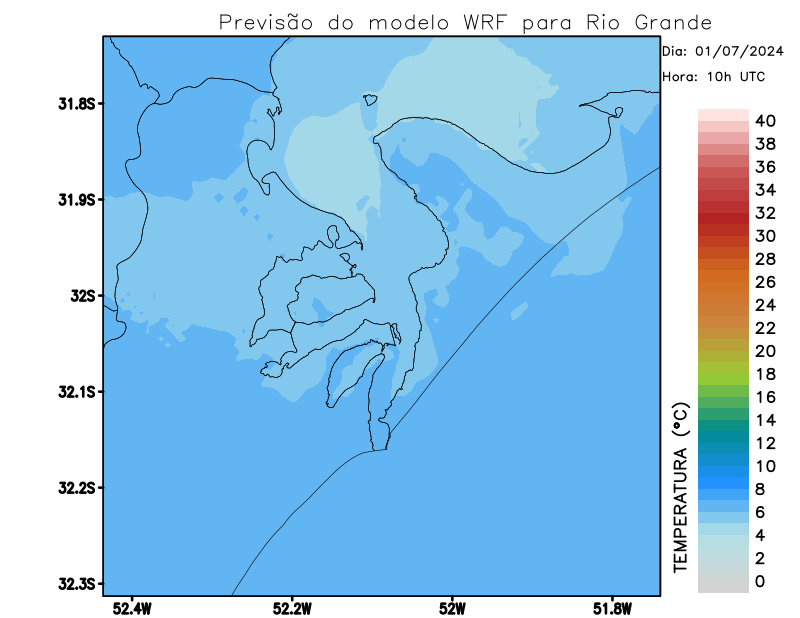 Previsão do modelo WRF para Rio Grande
Dia: 01/07/2024
Hora: 10h UTC
31.8S
31.9S
32S
32.1S
32.2S
32.3S
52.4W
52.2W
52W
51.8W
TEMPERATURA (°C)
40
38
36
34
32
30
28
26
24
22
20
18
16
14
12
10
8
6
4
2
0